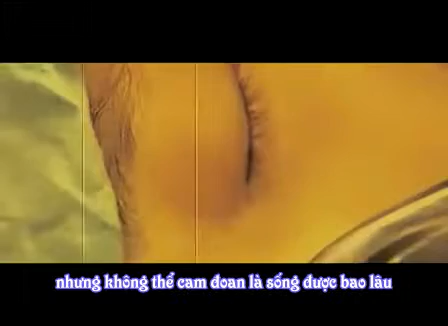 nhưng không thể cam đoan là sống được bao lâu